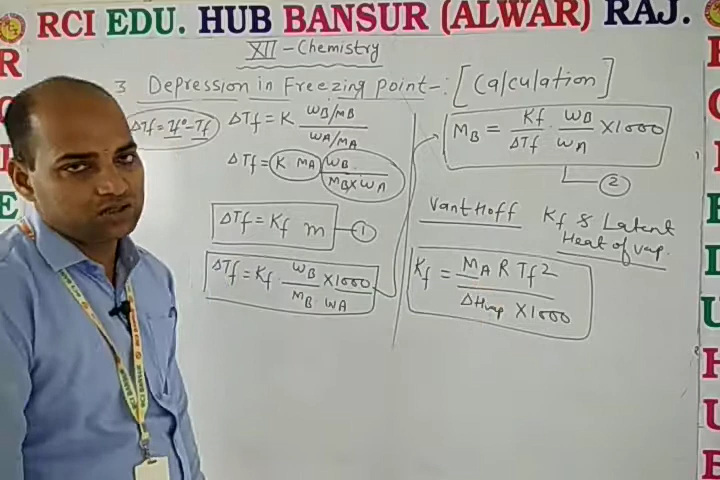 RCI EDU. HUB BANSUR (ALWAR) RAJ.
XII - Chemistry
3 Depression in Freezing point -: [Calculation]
ΔTf = Tf° - Tf
ΔTf = K WB/MB / WA/MA
ΔTf = K MA WB / MB X WA
ΔTf = Kf m — 1
ΔTf = Kf · WB X 1000 / MB WA
MB = Kf / ΔTf · WB / WA X 1000
2
Vant Hoff Kf & Latent
Heat of vap.
Kf = MA R Tf2 / ΔHvap X 1000
RCI BANSUR